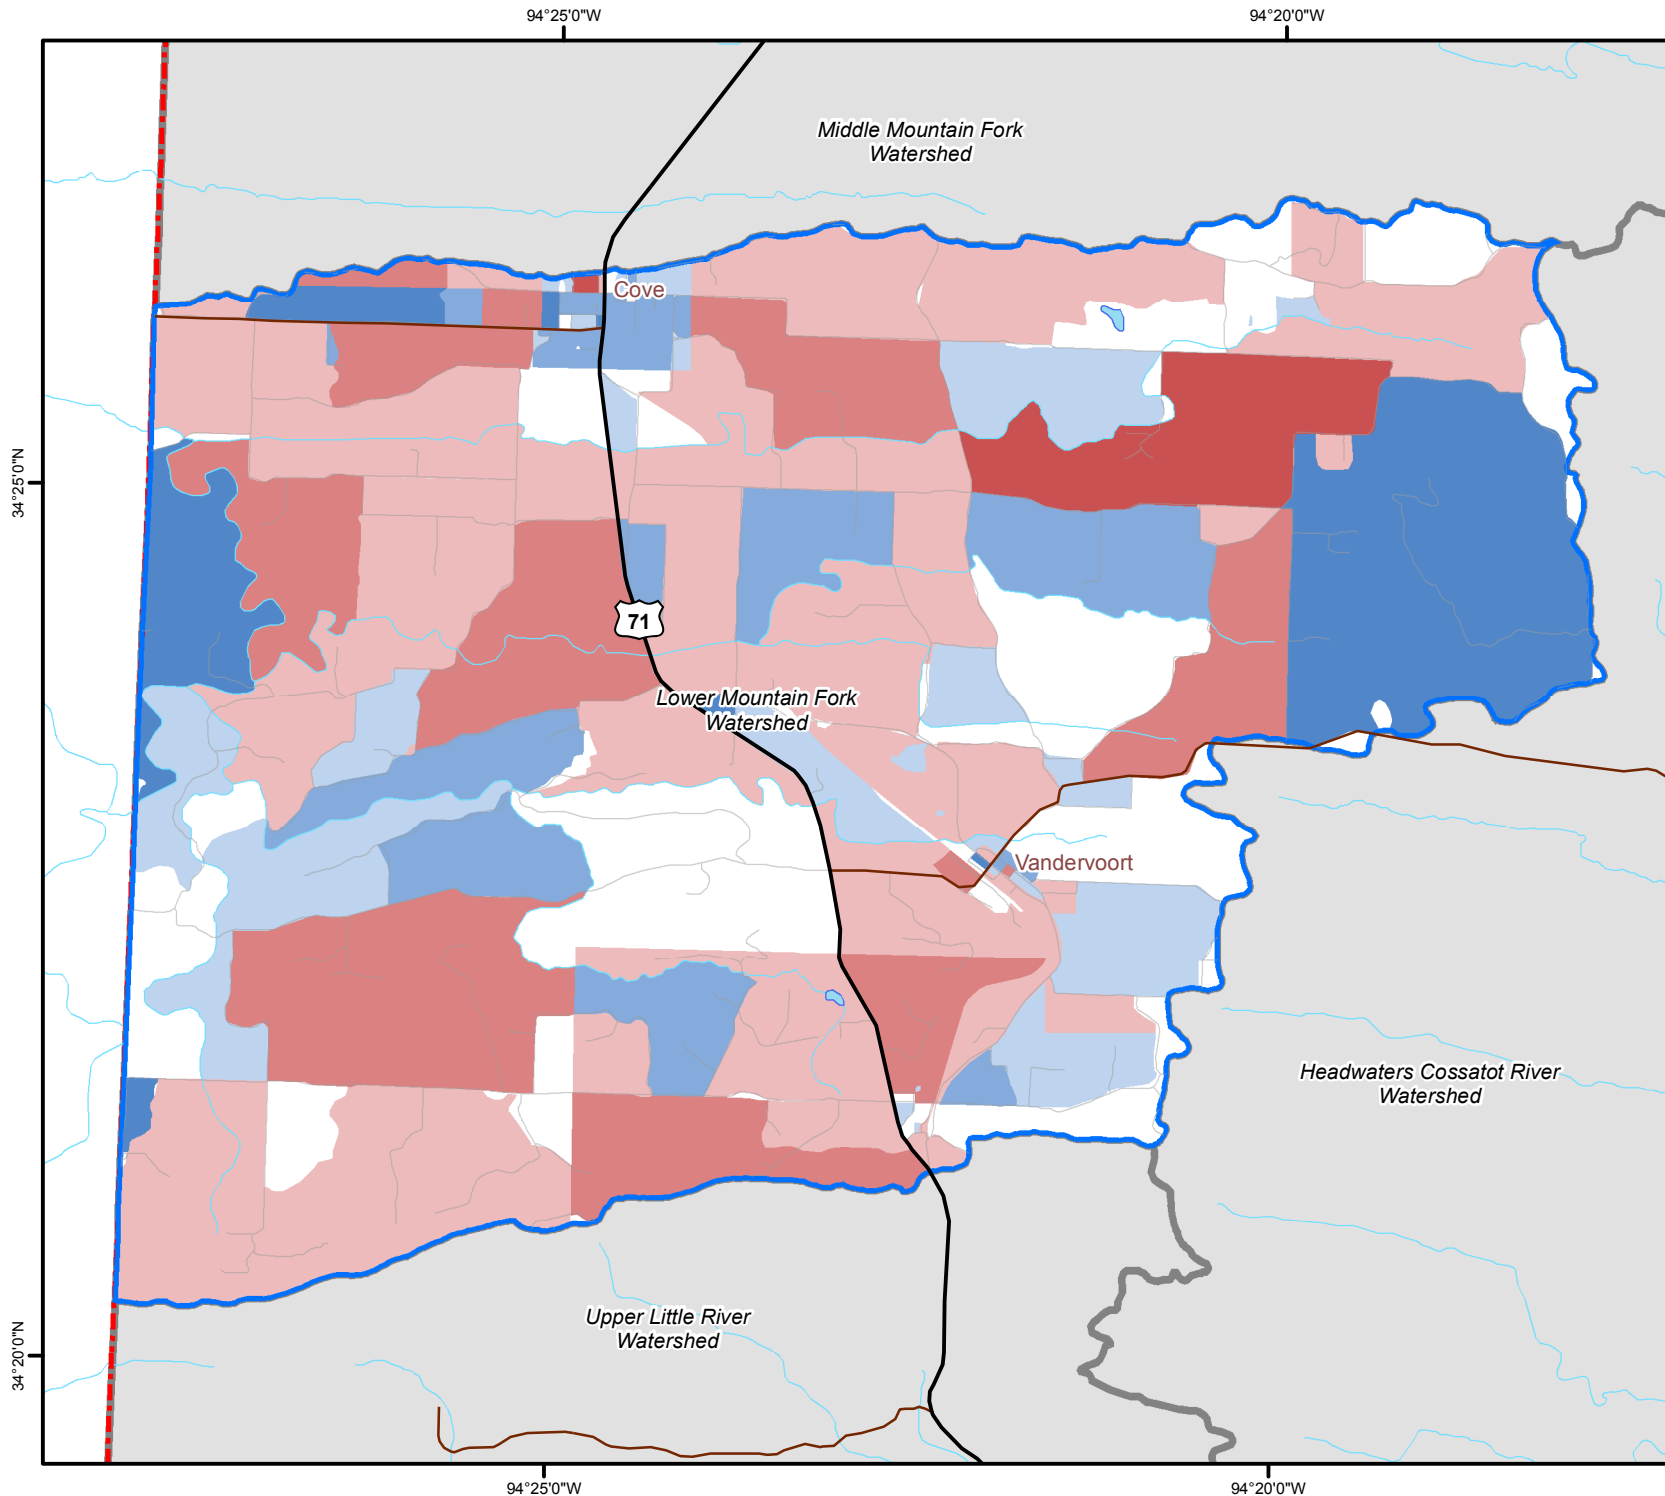 94°25'0"W
94°20'0"W
Middle Mountain Fork
Watershed
Cove
34°25'0"N
71
Lower Mountain Fork
Watershed
Vandervoort
Headwaters Cossatot River
Watershed
Upper Little River
Watershed
34°20'0"N
94°25'0"W
94°20'0"W